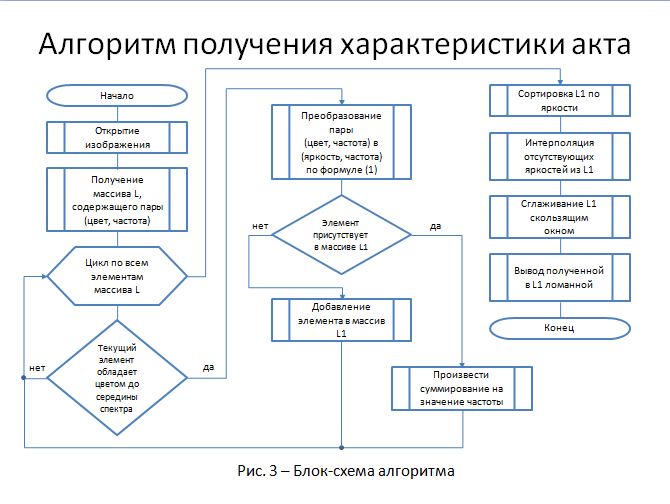 Алгоритм получения характеристики акта
Начало
Открытие
изображения
Получение
массива L,
содержащего пары
(цвет, частота)
Цикл по всем
элементам
массива L
Текущий
элемент
обладает
цветом до
середины
спектра
нет
да
Преобразование
пары
(цвет, частота) в
(яркость, частота)
по формуле (1)
Элемент
присутствует
в массиве L1
нет
да
Добавление
элемента в массив
L1
Произвести
суммирование на
значение частоты
Сортировка L1 по
яркости
Интерполяция
отсутствующих
яркостей из L1
Сглаживание L1
скользящим
окном
Вывод полученной
в L1 ломанной
Конец
Рис. 3 – Блок-схема алгоритма